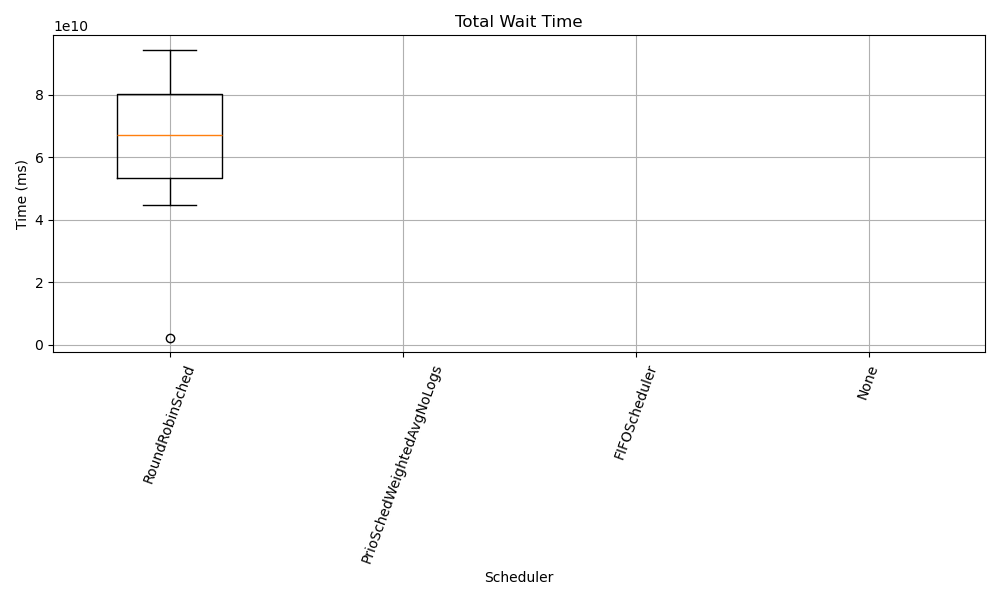 Total Wait Time
1e10
8
6
4
2
0
Time (ms)
RoundRobinSched
PrioSchedWeightedAvgNoLogs
FIFOScheduler
None
Scheduler